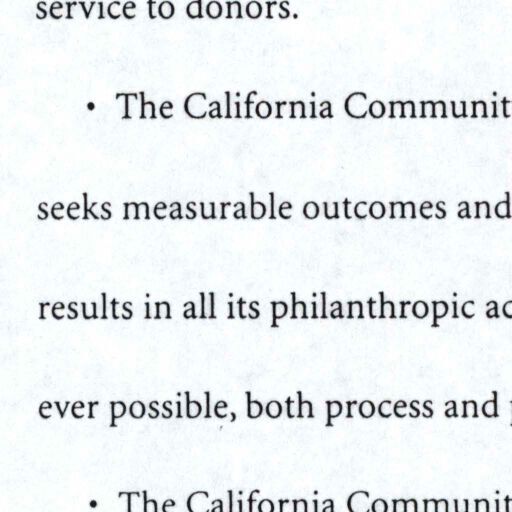 service to donors.
• The California Communit
seeks measurable outcomes and
results in all its philanthropic ac
ever possible, both process and
• The California Communit